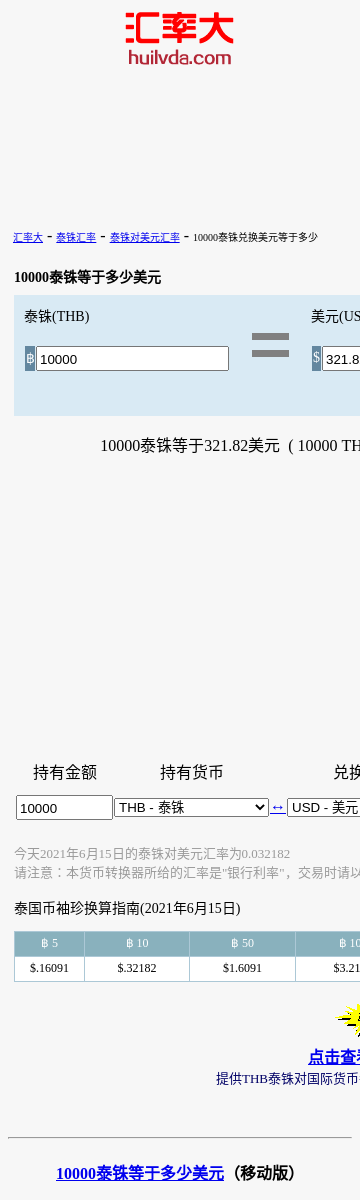 汇率大
huilvda.com
汇率大 - 泰铢汇率 - 泰铢对美元汇率 - 10000泰铢兑换美元等于多少
10000泰铢等于多少美元
泰铢(THB)
美元(US
฿ 10000
=
$ 321.8
10000泰铢等于321.82美元 ( 10000 TH
持有金额 持有货币 兑换
10000 THB - 泰铢 ↔ USD - 美元
今天2021年6月15日的泰铢对美元汇率为0.032182
请注意：本货币转换器所给的汇率是"银行利率"，交易时请以
泰国币袖珍换算指南(2021年6月15日)
฿ 5 ฿ 10 ฿ 50 ฿ 10
$.16091 $.32182 $1.6091 $3.21
点击查看
提供THB泰铢对国际货币
10000泰铢等于多少美元（移动版）